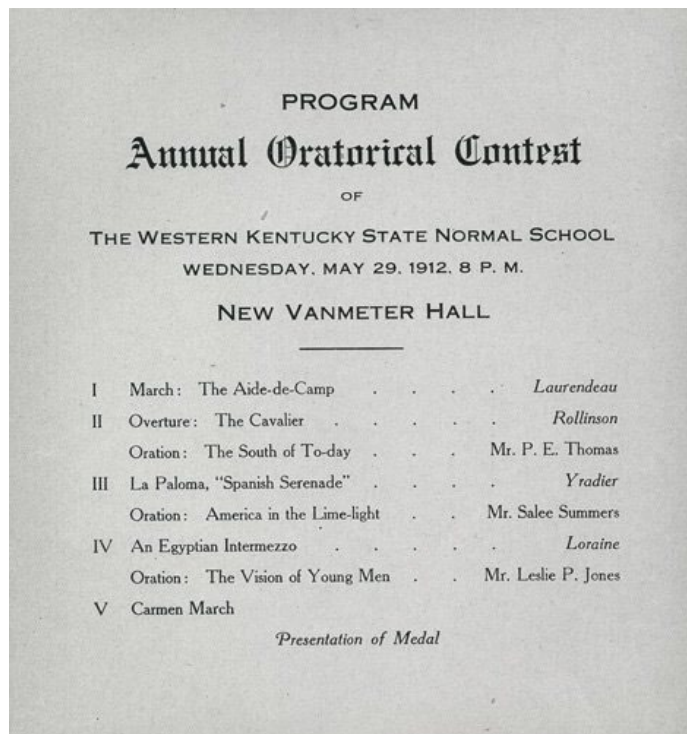 PROGRAM
Annual Oratorical Contest
OF
THE WESTERN KENTUCKY STATE NORMAL SCHOOL
WEDNESDAY. MAY 29. 1912. 8 P. M.
NEW VANMETER HALL
I March: The Aide-de-Camp . . . . Laurendeau
II Overture: The Cavalier . . . . . Rollinson
Oration: The South of To-day . . . Mr. P. E. Thomas
III La Paloma, "Spanish Serenade" . . . . Yradier
Oration: America in the Lime-light . . Mr. Salee Summers
IV An Egyptian Intermezzo . . . . . Loraine
Oration: The Vision of Young Men . . Mr. Leslie P. Jones
V Carmen March
Presentation of Medal